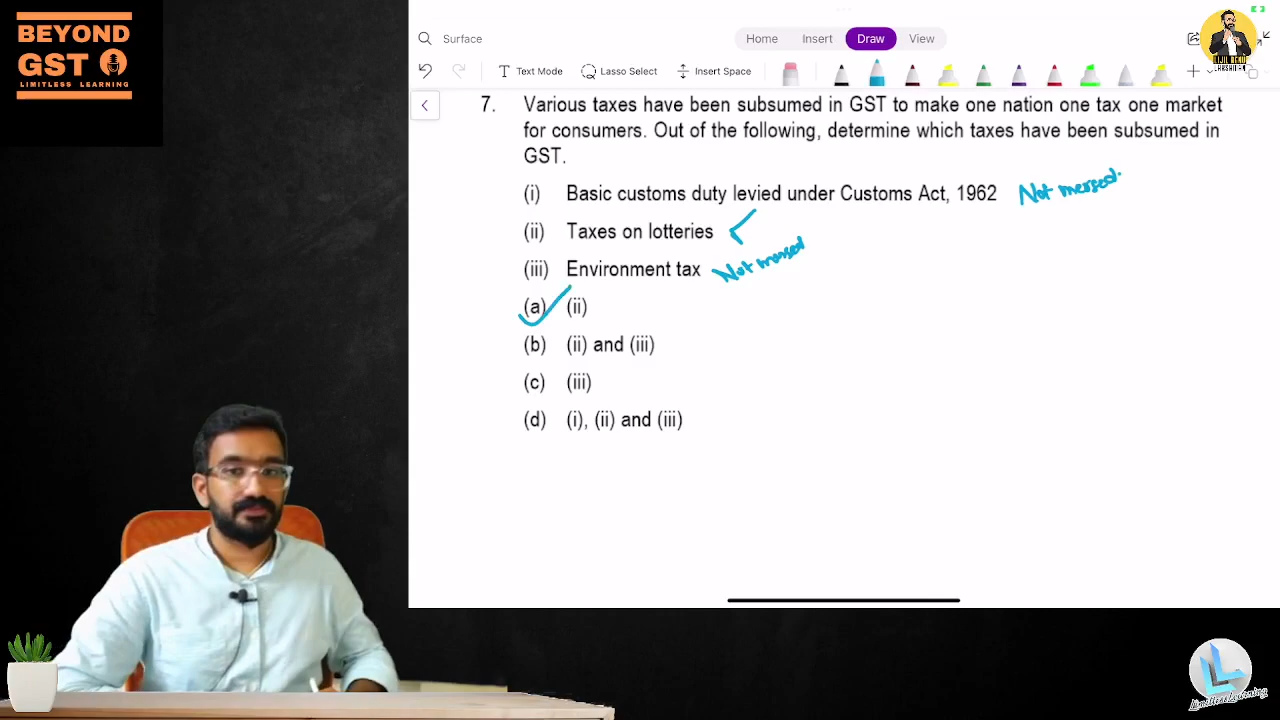 BEYOND
GST
LIMITLESS LEARNING
Surface
Home Insert Draw View
Text Mode Lasso Select Insert Space
7. Various taxes have been subsumed in GST to make one nation one tax one market
for consumers. Out of the following, determine which taxes have been subsumed in
GST.
(i) Basic customs duty levied under Customs Act, 1962 Not merged.
(ii) Taxes on lotteries
(iii) Environment tax Not merged
(a) (ii)
(b) (ii) and (iii)
(c) (iii)
(d) (i), (ii) and (iii)
Limitless Learning